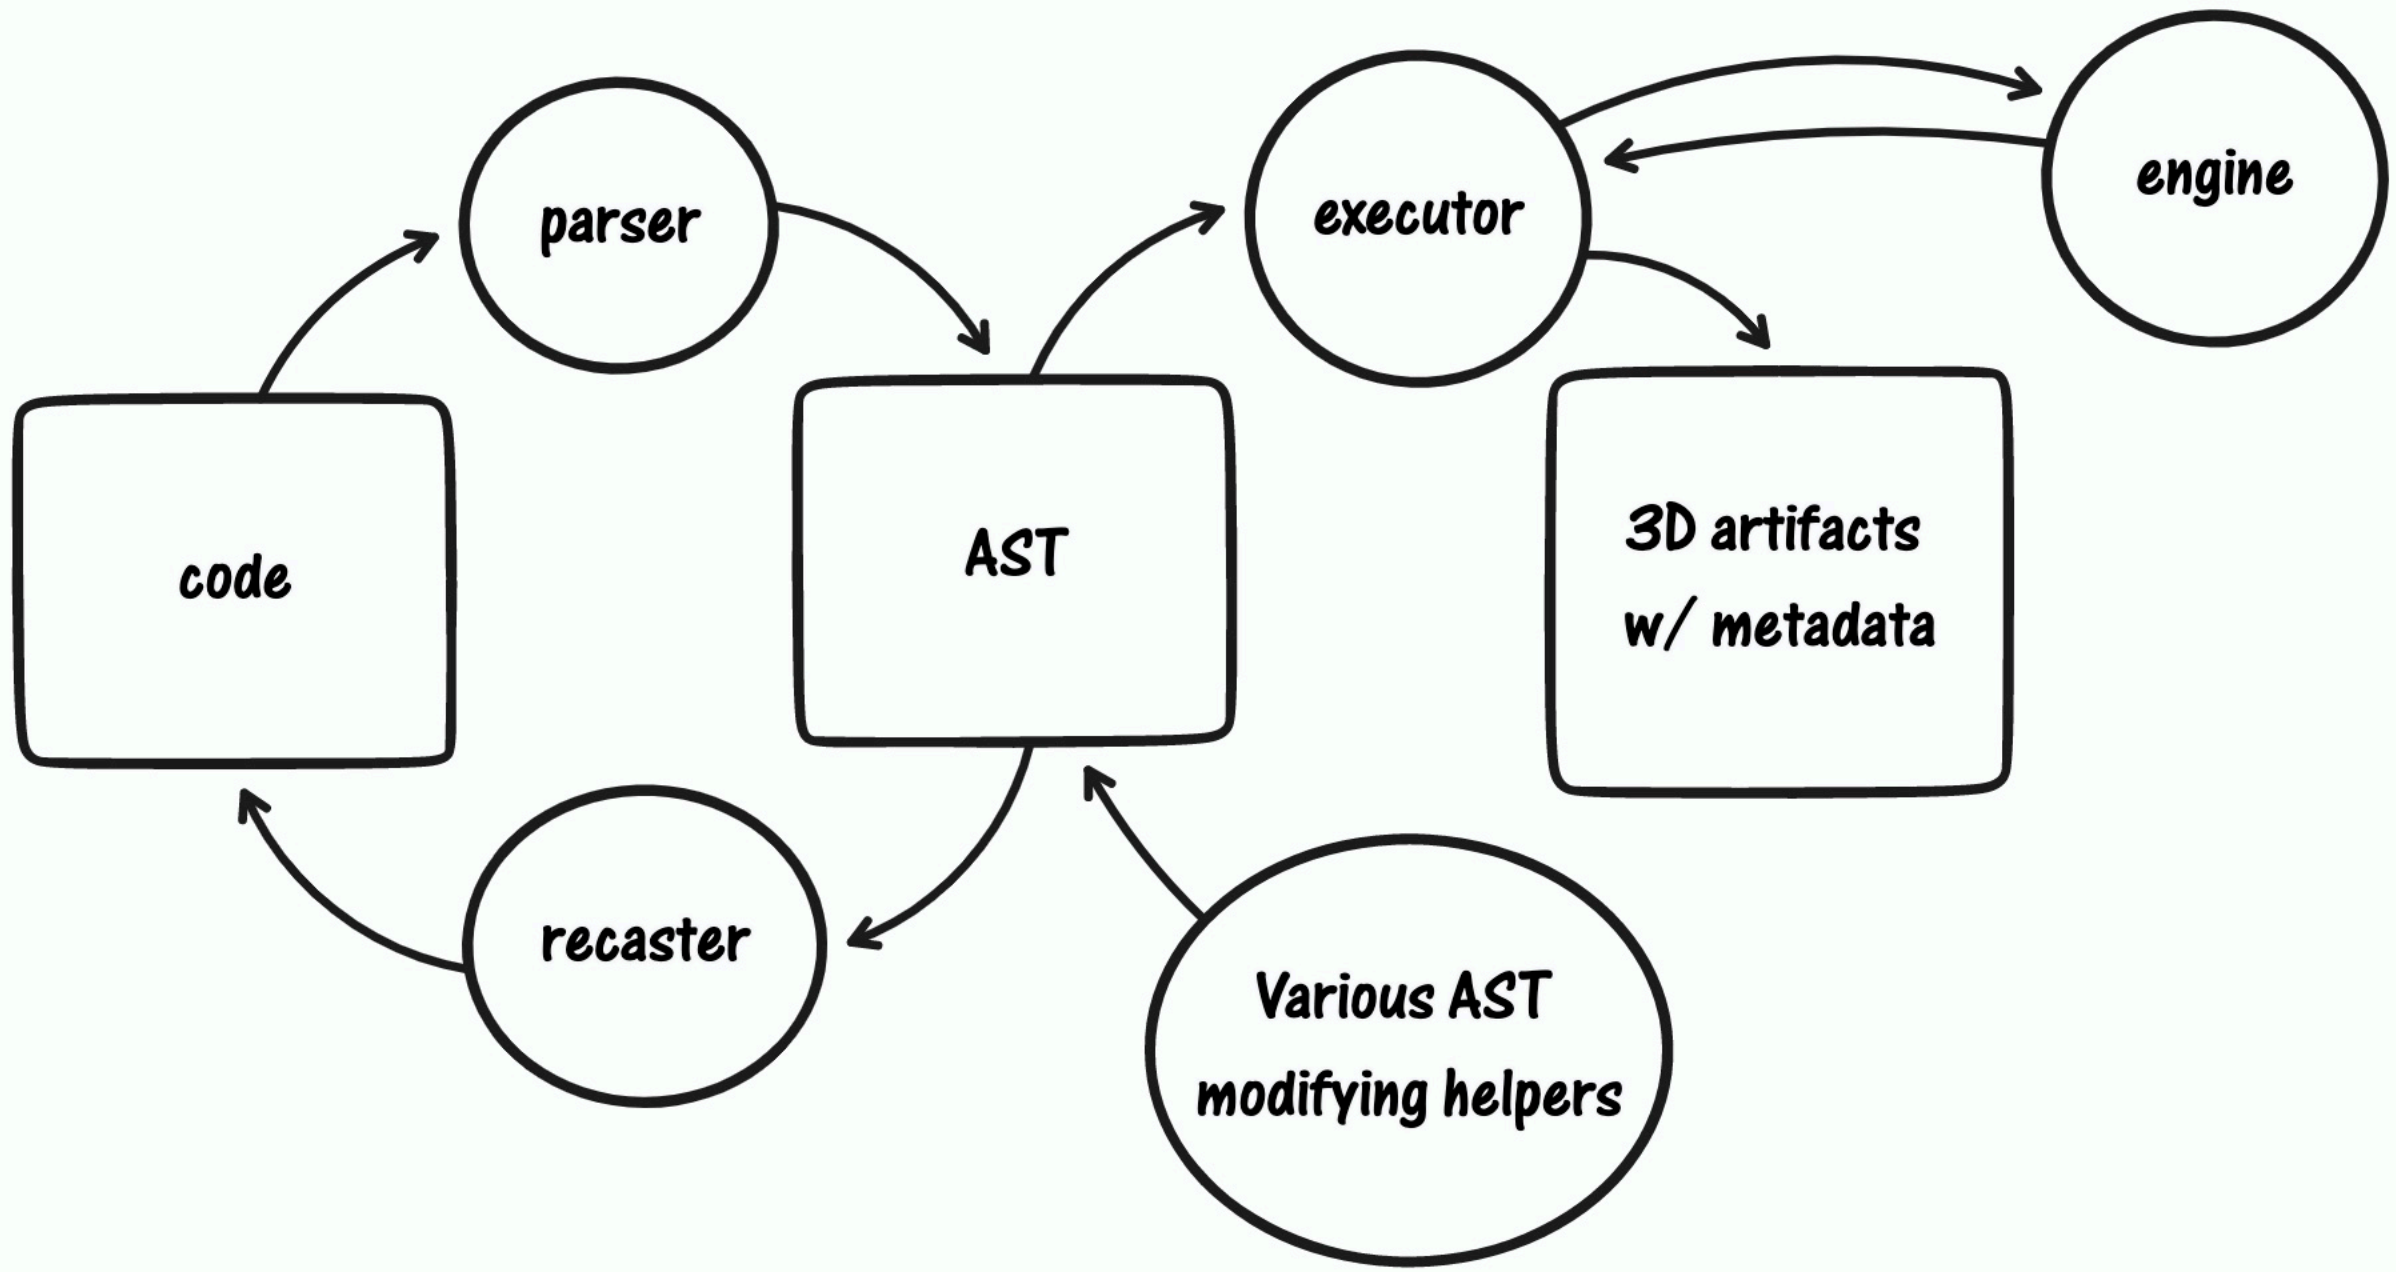 parser
executor
engine
code
AST
3D artifacts
w/ metadata
recaster
Various AST
modifying helpers